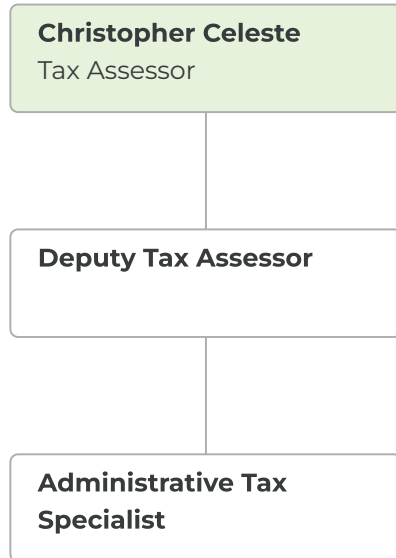 Christopher Celeste
Tax Assessor
Deputy Tax Assessor
Administrative Tax
Specialist